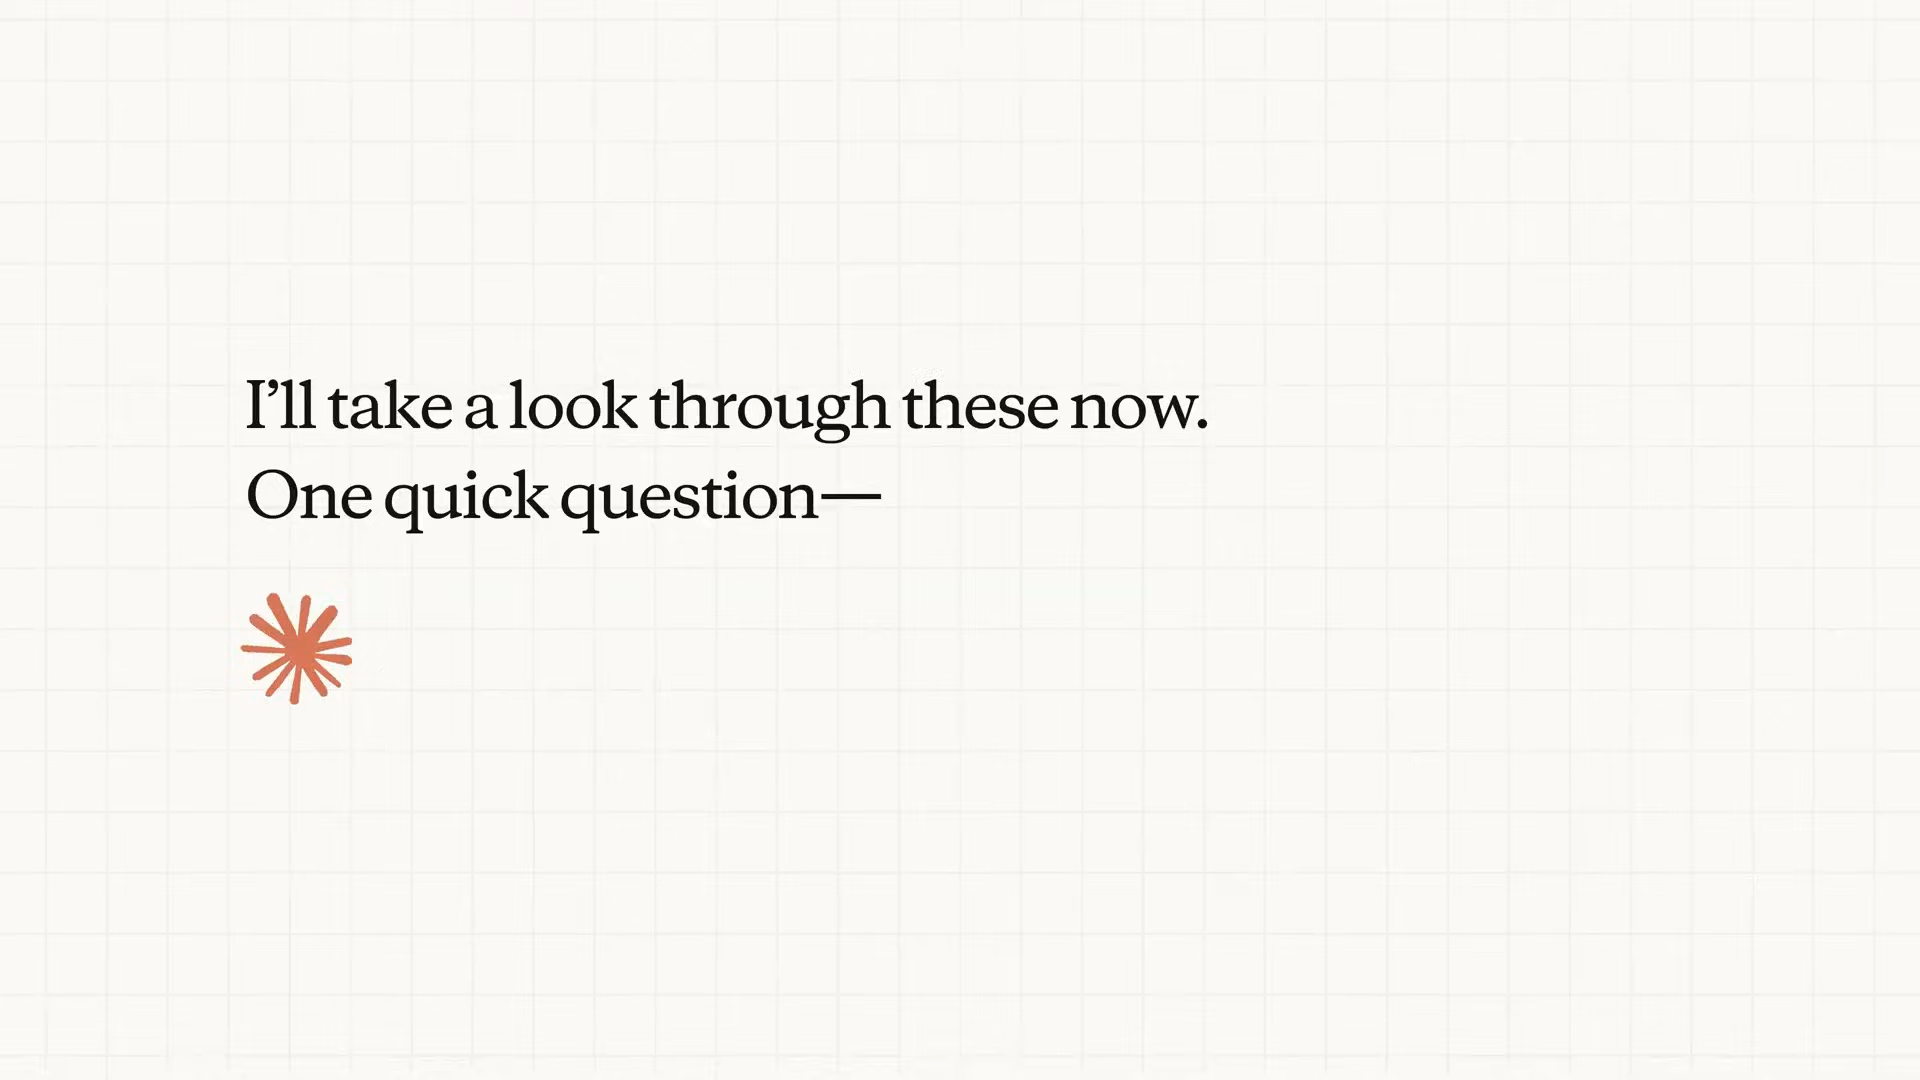 I’ll take a look through these now.
One quick question—